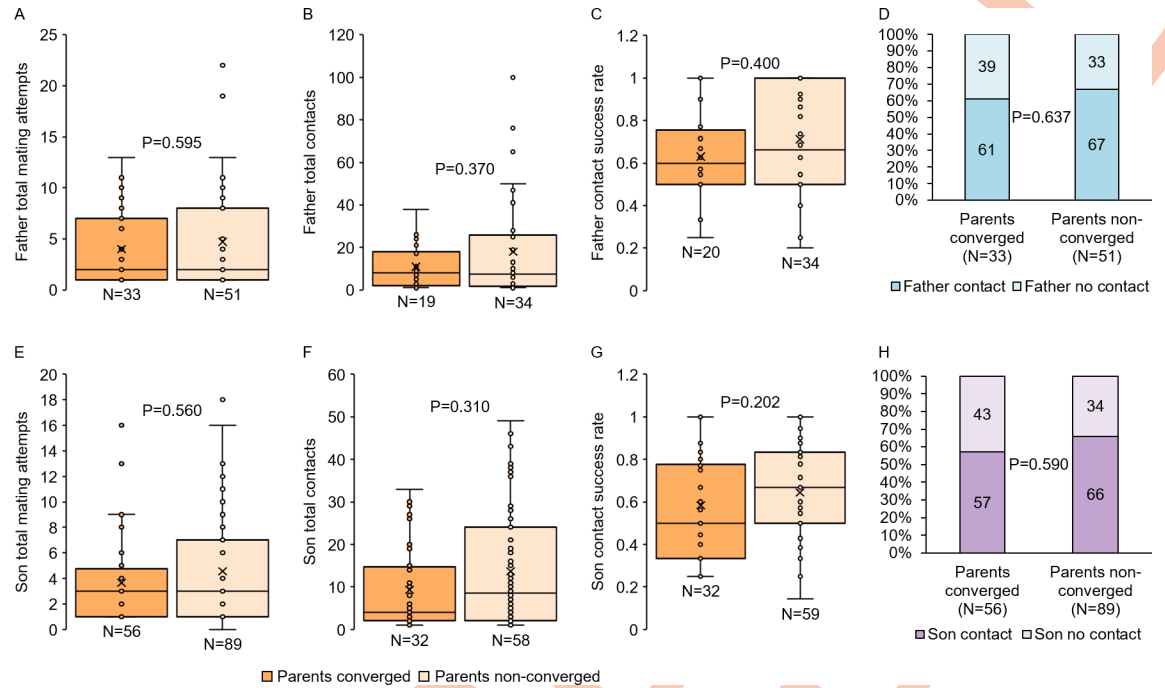 A
Father total mating attempts
30
25
20
15
10
5
0
P=0.595
N=33
N=51
B
Father total contacts
120
100
80
60
40
20
0
P=0.370
N=19
N=34
C
Father contact success rate
1.2
1
0.8
0.6
0.4
0.2
0
P=0.400
N=20
N=34
D
100%
90%
80%
70%
60%
50%
40%
30%
20%
10%
0%
39
33
P=0.637
61
67
Parents
converged
(N=33)
Parents non-
converged
(N=51)
Father contact
Father no contact
E
Son total mating attempts
20
18
16
14
12
10
8
6
4
2
0
P=0.560
N=56
N=89
F
Son total contacts
60
50
40
30
20
10
0
P=0.310
N=32
N=58
G
Son contact success rate
1.2
1
0.8
0.6
0.4
0.2
0
P=0.202
N=32
N=59
H
100%
90%
80%
70%
60%
50%
40%
30%
20%
10%
0%
43
34
P=0.590
57
66
Parents
converged
(N=56)
Parents non-
converged
(N=89)
Son contact
Son no contact
Parents converged
Parents non-converged